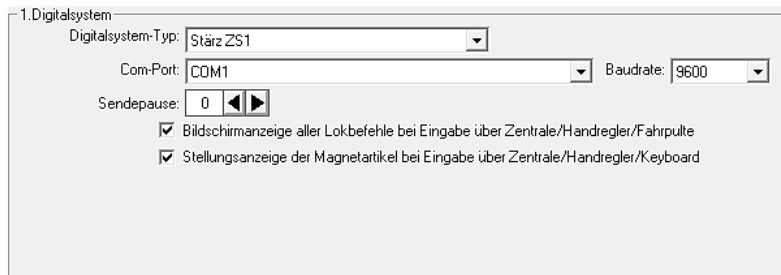 1.Digitalsystem
Digitalsystem-Typ: Stärz ZS1
Com-Port: COM1 Baudrate: 9600
Sendepause: 0
Bildschirmanzeige aller Lokbefehle bei Eingabe über Zentrale/Handregler/Fahrpulte
Stellungsanzeige der Magnetartikel bei Eingabe über Zentrale/Handregler/Keyboard